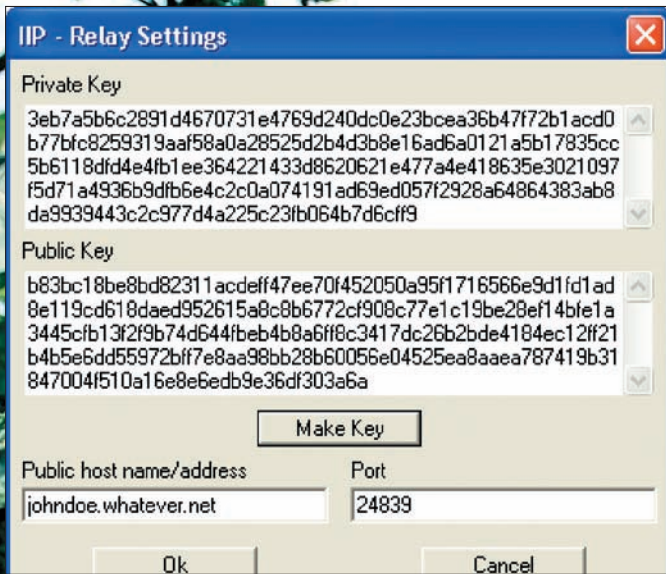 IIP - Relay Settings
Private Key
3eb7a5b6c2891d4670731e4769d240dc0e23bcea36b47f72b1acd0
b77bfc8259319aaf58a0a28525d2b4d3b8e16ad6a0121a5b17835cc
5b6118dfd4e4fb1ee364221433d8620621e477a4e418635e3021097
f5d71a4936b9dfb6e4c2c0a074191ad69ed057f2928a64864383ab8
da9939443c2c977d4a225c23fb064b7d6cff9
Public Key
b83bc18be8bd82311acdeff47ee70f452050a95f1716566e9d1fd1ad
8e119cd618daed952615a8c8b6772cf908c77e1c19be28ef14bfe1a
3445cfb13f2f9b74d644fbeb4b8a6ff8c3417dc26b2bde4184ec12ff21
b4b5e6dd55972bff7e8aa98bb28b60056e04525ea8aaea787419b31
847004f510a16e8e6edb9e36df303a6a
Make Key
Public host name/address
Port
johndoe.whatever.net
24839
Ok
Cancel